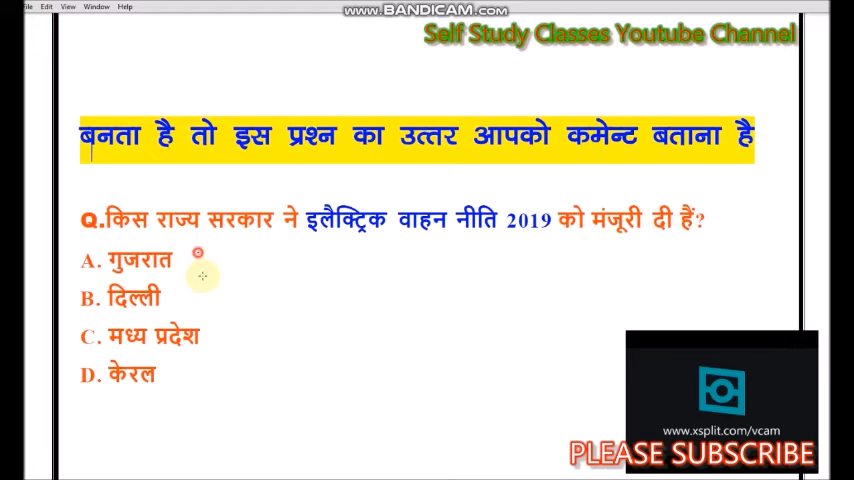 File Edit View Window Help
www.BANDICAM.com
Self Study Classes Youtube Channel
बनता है तो इस प्रश्न का उत्तर आपको कमेन्ट बताना है
Q.किस राज्य सरकार ने इलैक्ट्रिक वाहन नीति 2019 को मंजूरी दी हैं?
A. गुजरात
B. दिल्ली
C. मध्य प्रदेश
D. केरल
www.xsplit.com/vcam
PLEASE SUBSCRIBE